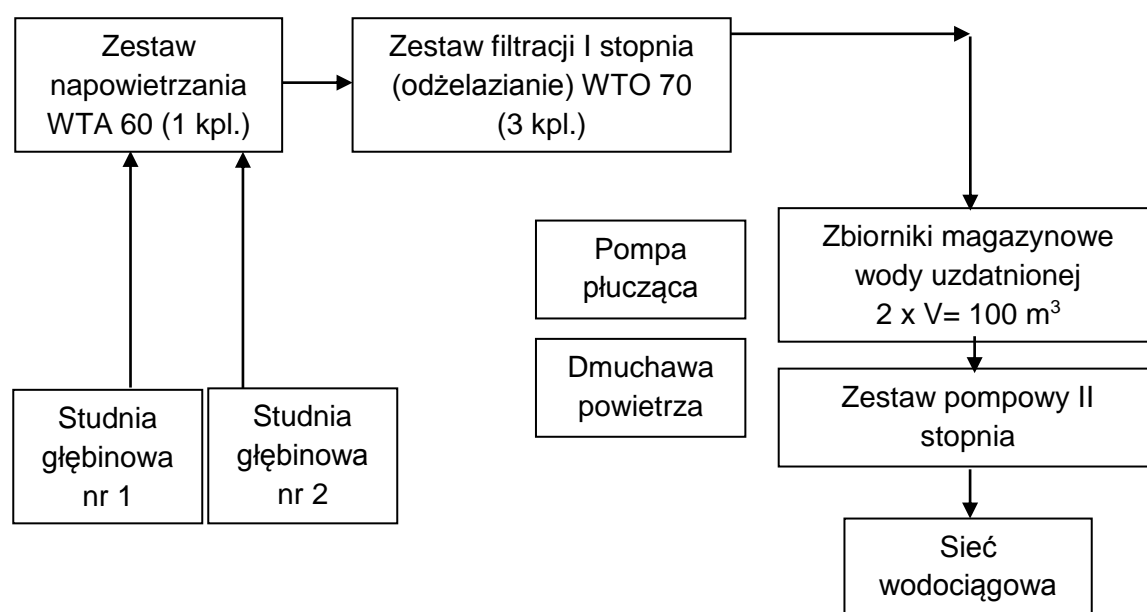 Zestaw
napowietrzania
WTA 60 (1 kpl.)
Zestaw filtracji I stopnia
(odżelazianie) WTO 70
(3 kpl.)
Pompa
płucząca
Zbiorniki magazynowe
wody uzdatnionej
2 x V= 100 m³
Dmuchawa
powietrza
Zestaw pompowy II
stopnia
Studnia
głębinowa
nr 1
Studnia
głębinowa
nr 2
Sieć
wodociągowa